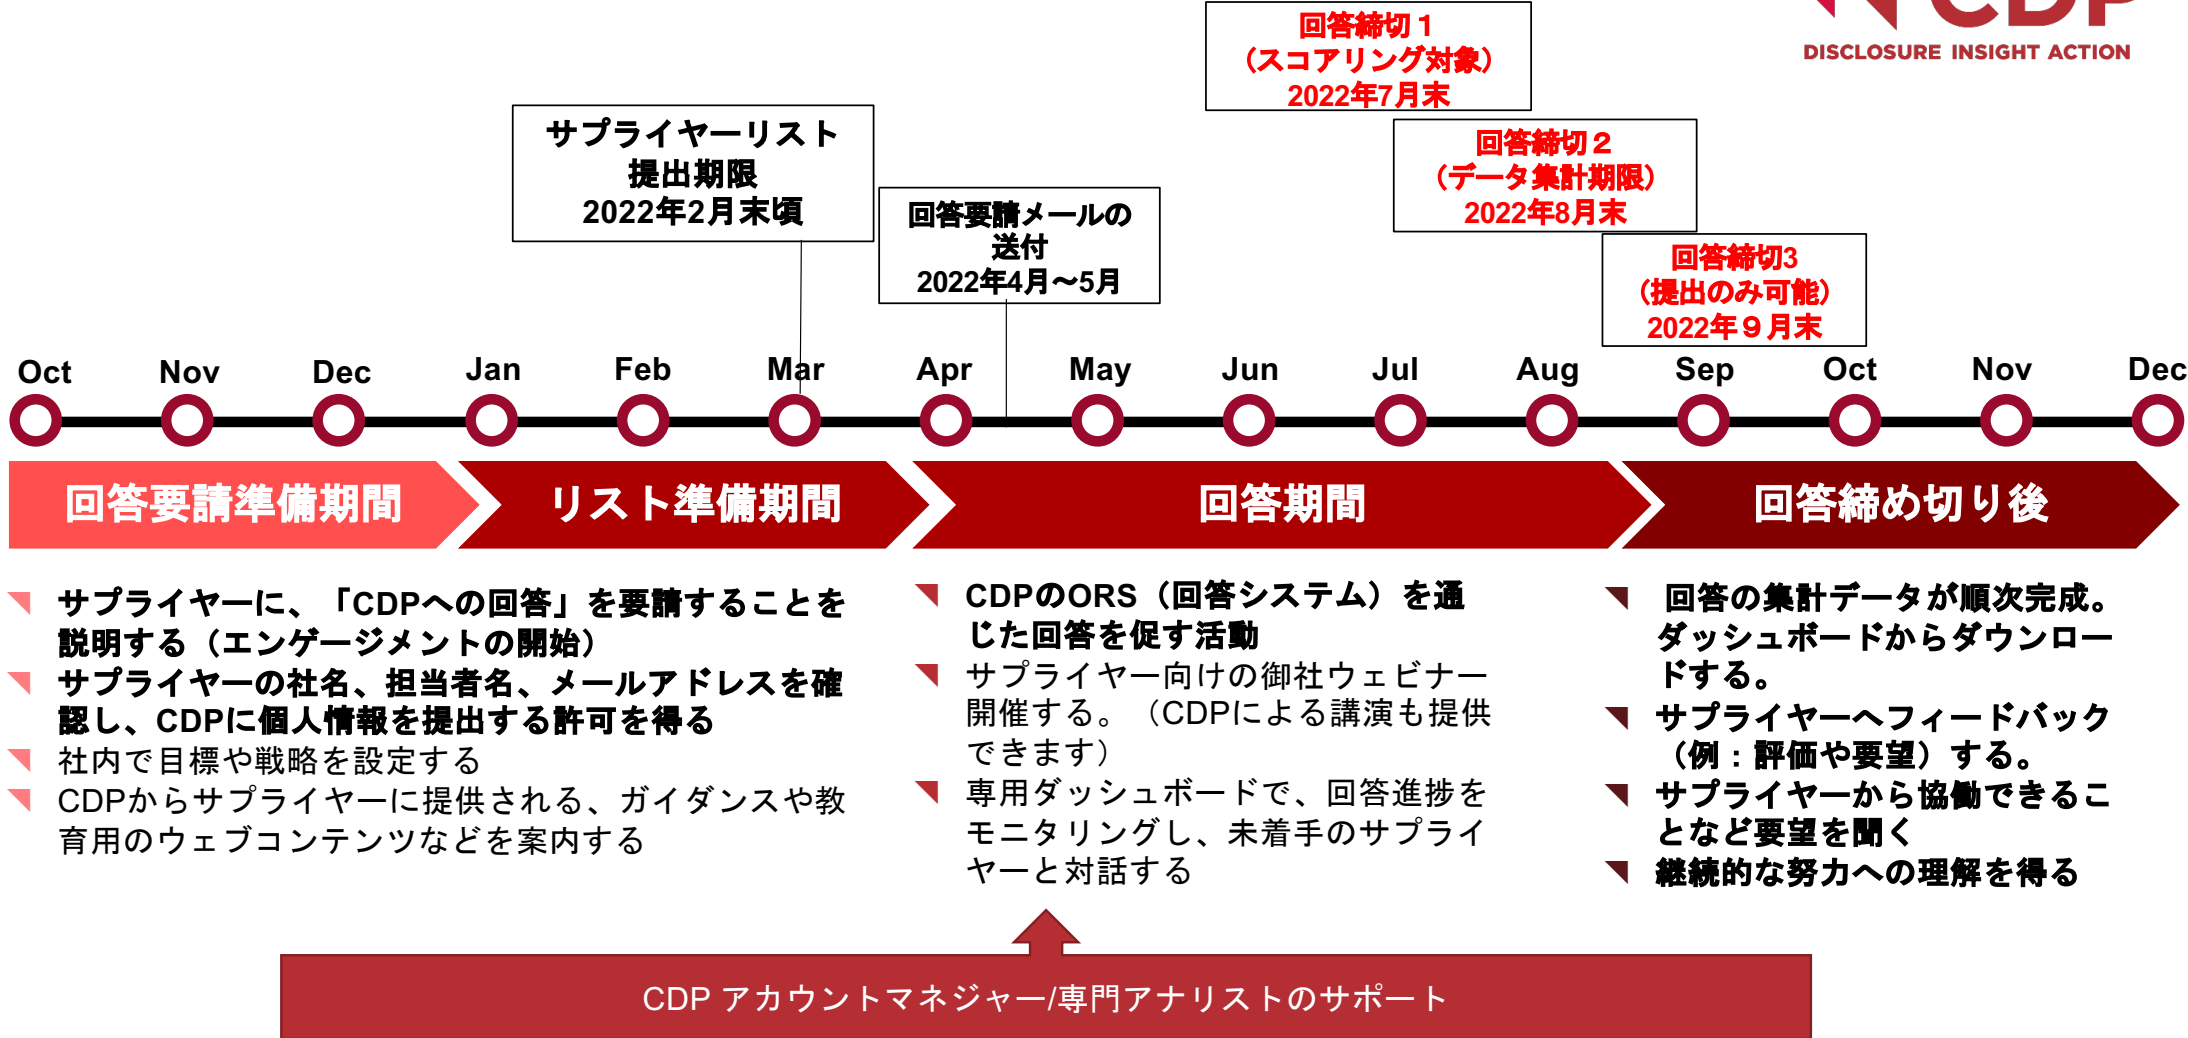 CDP
DISCLOSURE INSIGHT ACTION
回答締切１
（スコアリング対象）
2022年7月末
サプライヤーリスト
提出期限
2022年2月末頃
回答締切２
（データ集計期限）
2022年8月末
回答要請メールの
送付
2022年4月～5月
回答締切3
（提出のみ可能）
2022年９月末
Oct Nov Dec Jan Feb Mar Apr May Jun Jul Aug Sep Oct Nov Dec
回答要請準備期間
リスト準備期間
回答期間
回答締め切り後
サプライヤーに、「CDPへの回答」を要請することを
説明する（エンゲージメントの開始）
サプライヤーの社名、担当者名、メールアドレスを確
認し、CDPに個人情報を提出する許可を得る
社内で目標や戦略を設定する
CDPからサプライヤーに提供される、ガイダンスや教
育用のウェブコンテンツなどを案内する
CDPのORS（回答システム）を通
じた回答を促す活動
サプライヤー向けの御社ウェビナー
開催する。（CDPによる講演も提供
できます）
専用ダッシュボードで、回答進捗を
モニタリングし、未着手のサプライ
ヤーと対話する
回答の集計データが順次完成。
ダッシュボードからダウンロー
ドする。
サプライヤーへフィードバック
（例：評価や要望）する。
サプライヤーから協働できるこ
となど要望を聞く
継続的な努力への理解を得る
CDP アカウントマネジャー/専門アナリストのサポート